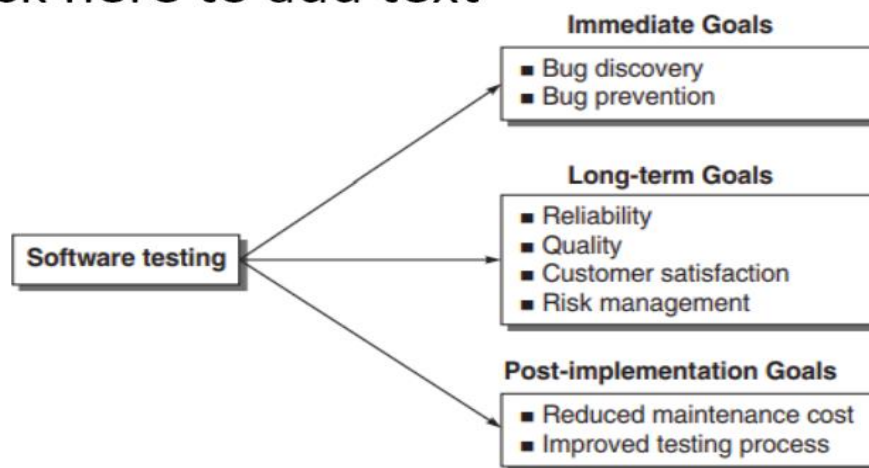 ck here to add text
Immediate Goals
■ Bug discovery
■ Bug prevention
Long-term Goals
■ Reliability
■ Quality
■ Customer satisfaction
■ Risk management
Software testing
Post-implementation Goals
■ Reduced maintenance cost
■ Improved testing process